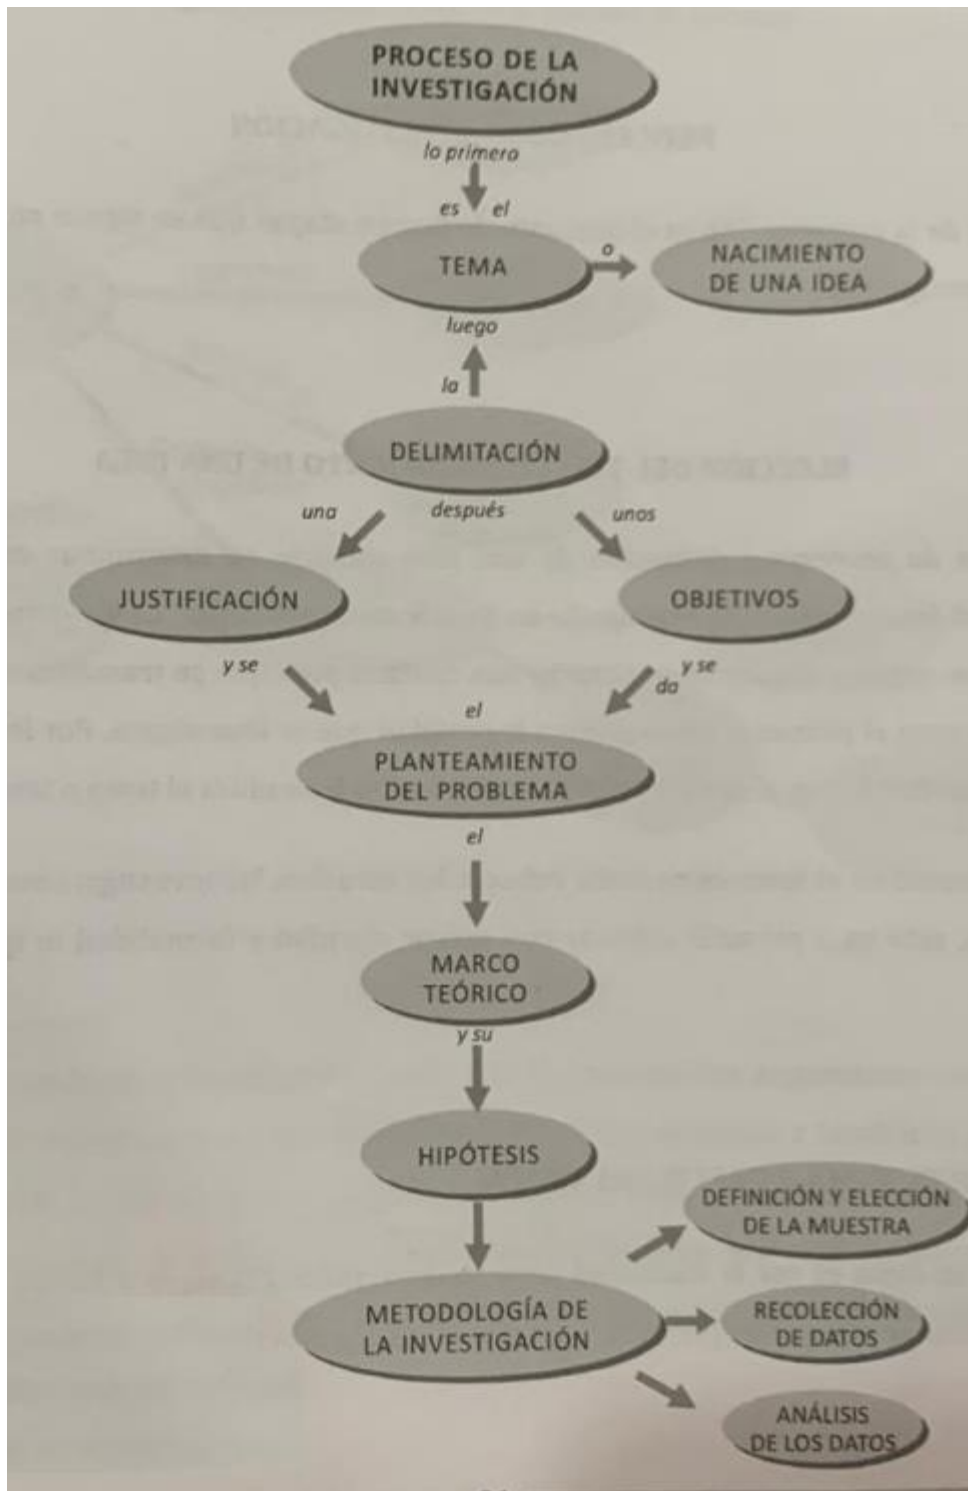 PROCESO DE LA
INVESTIGACIÓN
lo primero
es el
TEMA
o
NACIMIENTO
DE UNA IDEA
luego
la
DELIMITACIÓN
una
después
unos
JUSTIFICACIÓN
OBJETIVOS
y se
y se
da
el
PLANTEAMIENTO
DEL PROBLEMA
el
MARCO
TEÓRICO
y su
HIPÓTESIS
DEFINICIÓN Y ELECCIÓN
DE LA MUESTRA
METODOLOGÍA DE
LA INVESTIGACIÓN
RECOLECCIÓN
DE DATOS
ANÁLISIS
DE LOS DATOS